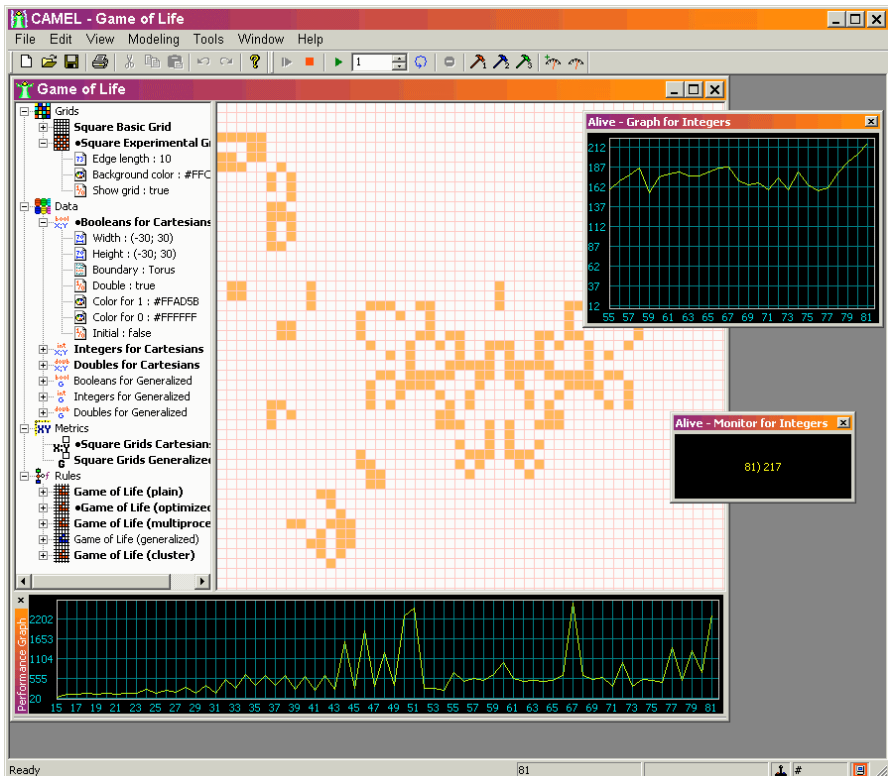 CAMEL - Game of Life
File Edit View Modeling Tools Window Help
1
1 2 3
Game of Life
Grids
Square Basic Grid
●Square Experimental G
Edge length : 10
Background color : #FFC
Show grid : true
Data
●Booleans for Cartesians
Width : (-30; 30)
Height : (-30; 30)
Boundary : Torus
Double : true
Color for 1 : #FFAD5B
Color for 0 : #FFFFFF
Initial : false
Integers for Cartesians
Doubles for Cartesians
Booleans for Generalized
Integers for Generalized
Doubles for Generalized
Metrics
●Square Grids Cartesian
Square Grids Generalized
Rules
Game of Life (plain)
●Game of Life (optimized
Game of Life (multiproce
Game of Life (generalized)
Game of Life (cluster)
Alive - Graph for Integers
212
187
162
137
112
87
62
37
12
55 57 59 61 63 65 67 69 71 73 75 77 79 81
Alive - Monitor for Integers
81) 217
Performance Graph
2202
1653
1104
555
20
15 17 19 21 23 25 27 29 31 33 35 37 39 41 43 45 47 49 51 53 55 57 59 61 63 65 67 69 71 73 75 77 79 81
Ready 81 #